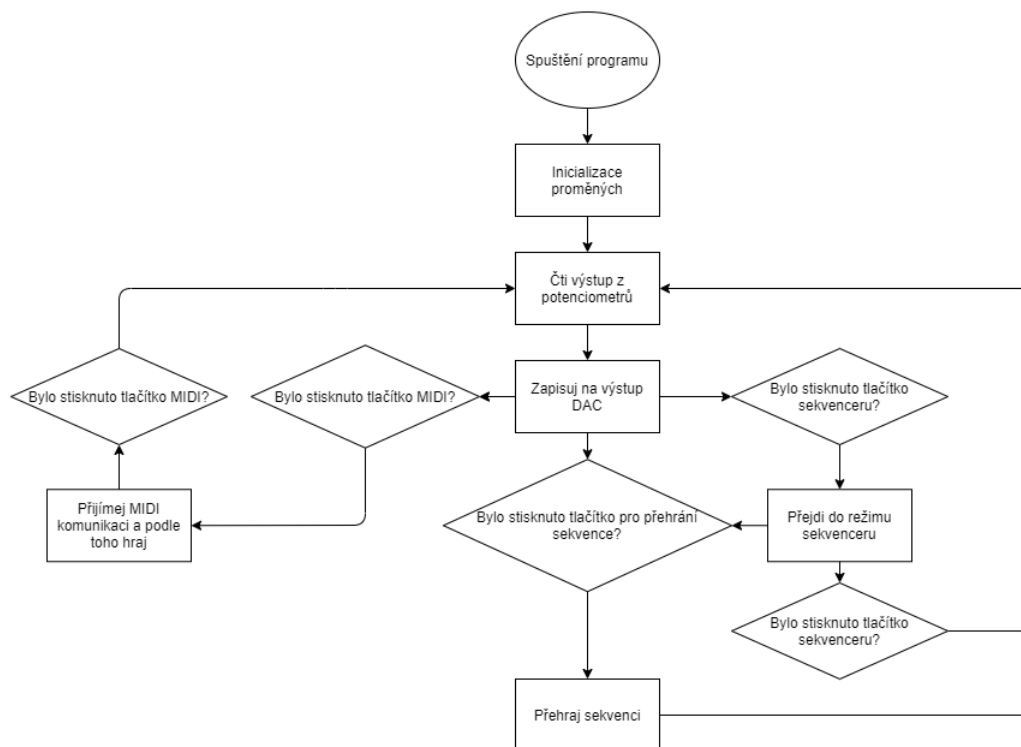 Spuštění programu
Inicializace
proměných
Čti výstup z
potenciometrů
Bylo stisknuto tlačítko MIDI?
Bylo stisknuto tlačítko MIDI?
Zapisuj na výstup
DAC
Bylo stisknuto tlačítko
sekvenceru?
Přijímej MIDI
komunikaci a podle
toho hraj
Bylo stisknuto tlačítko pro přehrání
sekvence?
Přejdi do režimu
sekvenceru
Bylo stisknuto tlačítko
sekvenceru?
Přehraj sekvenci